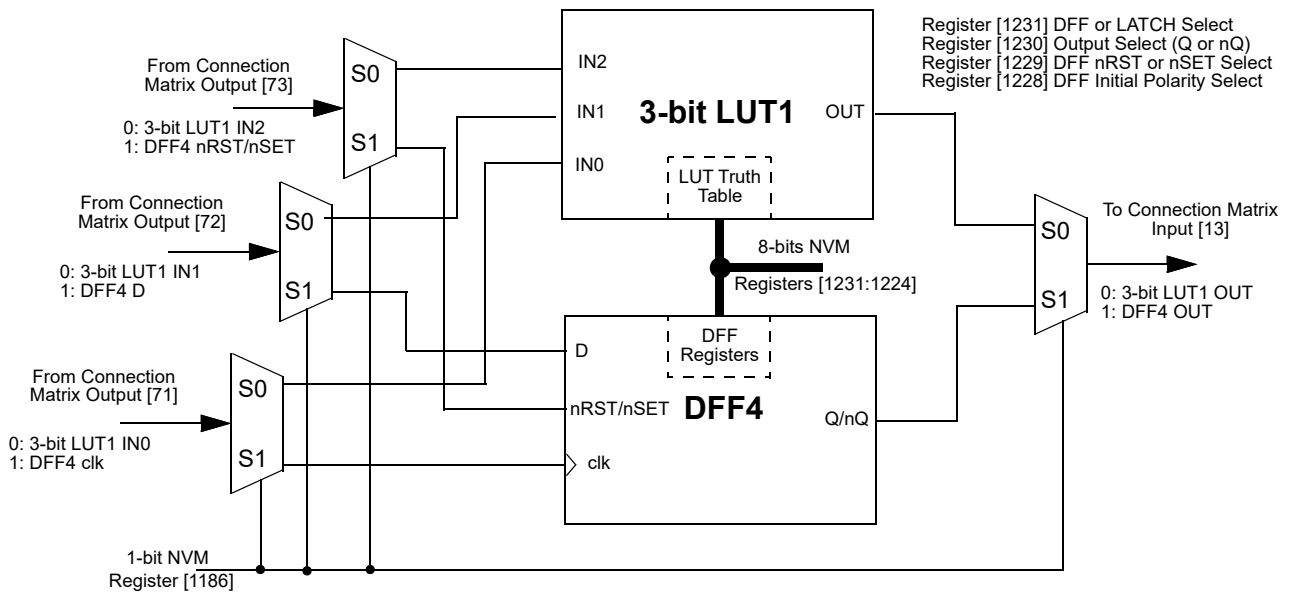 Register [1231] DFF or LATCH Select
Register [1230] Output Select (Q or nQ)
Register [1229] DFF nRST or nSET Select
Register [1228] DFF Initial Polarity Select
From Connection
Matrix Output [73]
0: 3-bit LUT1 IN2
1: DFF4 nRST/nSET
S0
S1
From Connection
Matrix Output [72]
0: 3-bit LUT1 IN1
1: DFF4 D
S0
S1
From Connection
Matrix Output [71]
0: 3-bit LUT1 IN0
1: DFF4 clk
S0
S1
IN2
IN1
IN0
3-bit LUT1
OUT
LUT Truth
Table
8-bits NVM
Registers [1231:1224]
DFF
Registers
D
nRST/nSET
clk
DFF4
Q/nQ
S0
S1
To Connection Matrix
Input [13]
0: 3-bit LUT1 OUT
1: DFF4 OUT
1-bit NVM
Register [1186]